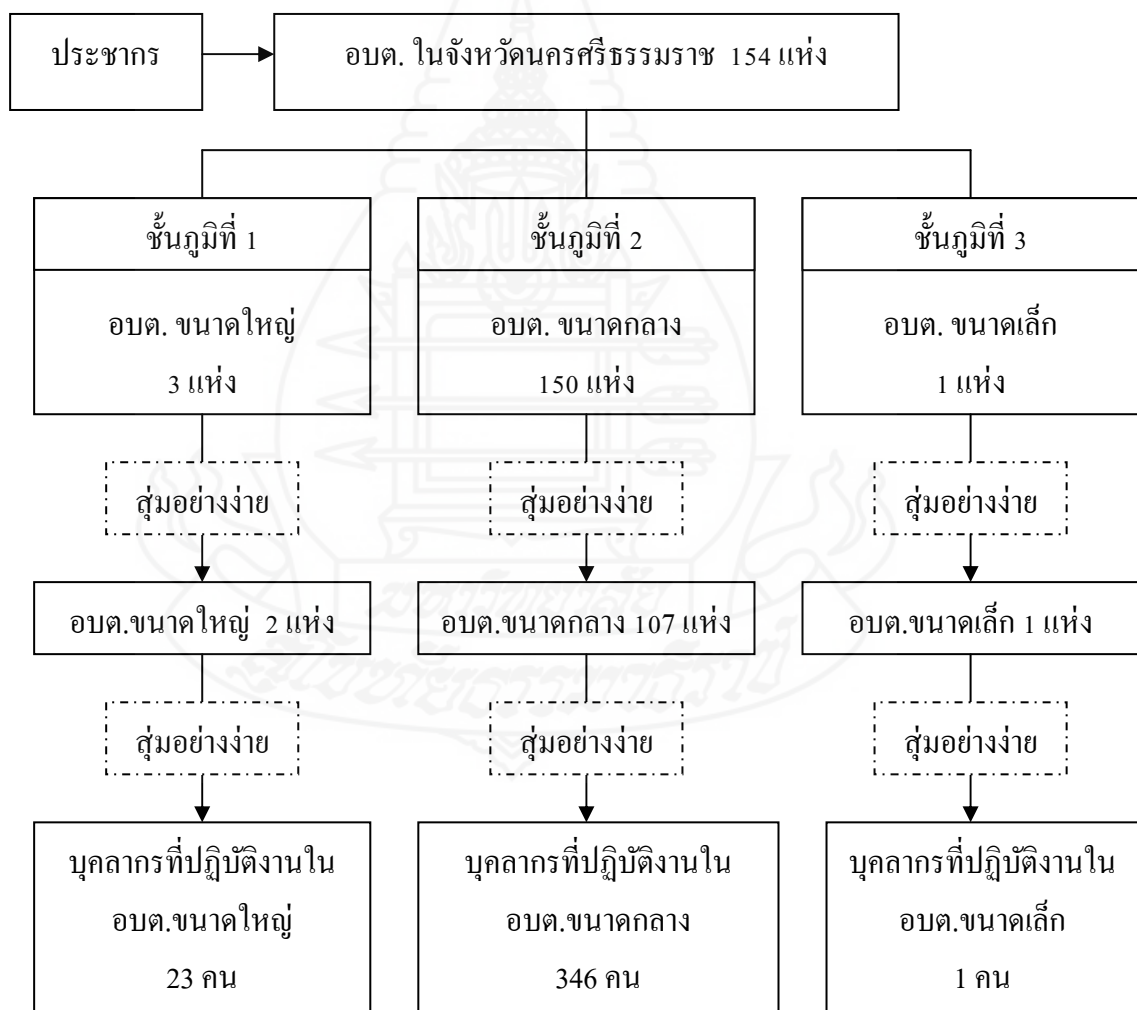 ประชากร
อบต. ในจังหวัดนครศรีธรรมราช 154 แห่ง
ชั้นภูมิที่ 1
อบต. ขนาดใหญ่
3 แห่ง
ชั้นภูมิที่ 2
อบต. ขนาดกลาง
150 แห่ง
ชั้นภูมิที่ 3
อบต. ขนาดเล็ก
1 แห่ง
สุ่มอย่างง่าย
สุ่มอย่างง่าย
สุ่มอย่างง่าย
อบต.ขนาดใหญ่ 2 แห่ง
อบต.ขนาดกลาง 107 แห่ง
อบต.ขนาดเล็ก 1 แห่ง
สุ่มอย่างง่าย
สุ่มอย่างง่าย
สุ่มอย่างง่าย
บุคลากรที่ปฏิบัติงานใน
อบต.ขนาดใหญ่
23 คน
บุคลากรที่ปฏิบัติงานใน
อบต.ขนาดกลาง
346 คน
บุคลากรที่ปฏิบัติงานใน
อบต.ขนาดเล็ก
1 คน